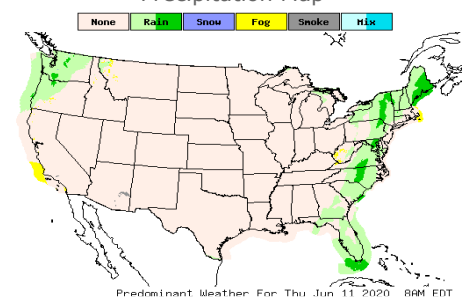 Precipitation Map
None Rain Snow Fog Smoke Mix
Predominant Weather For Thu Jun 11 2020 8AM EDT